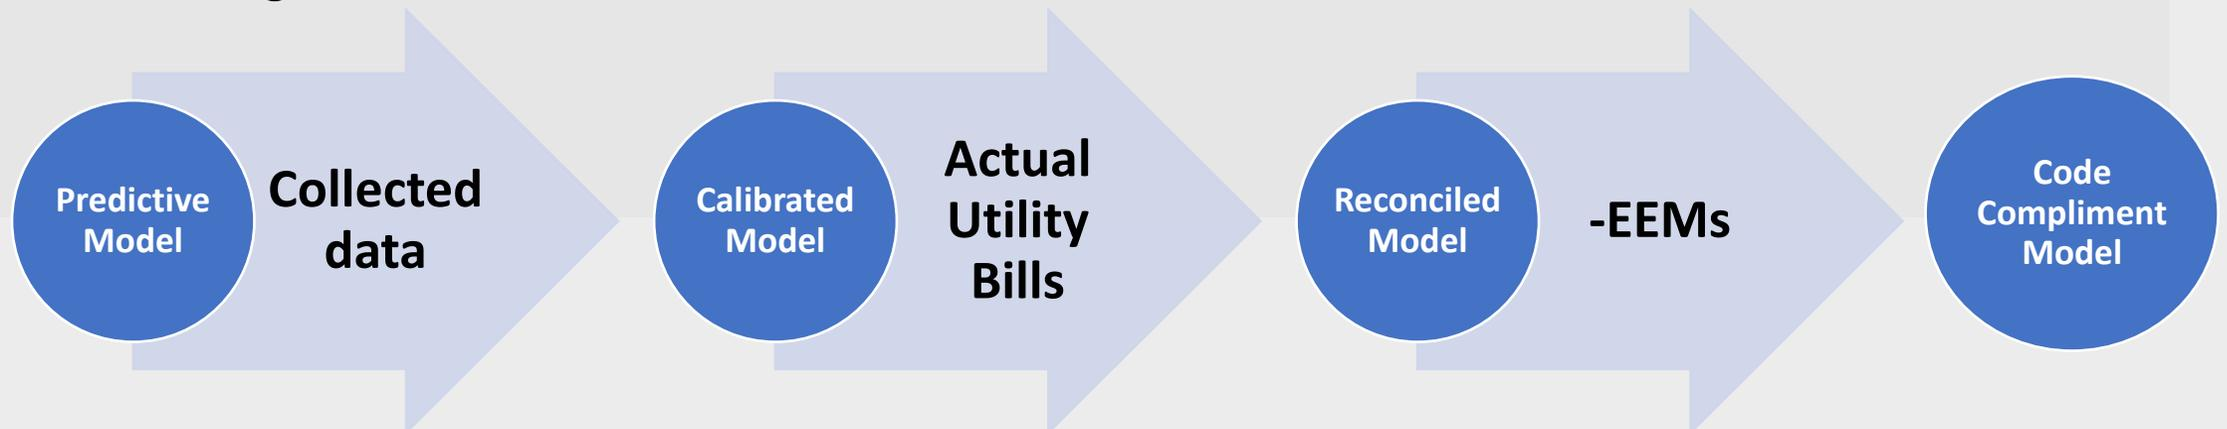 Predictive
Model
Collected
data
Calibrated
Model
Actual
Utility
Bills
Reconciled
Model
-EEMs
Code
Compliment
Model